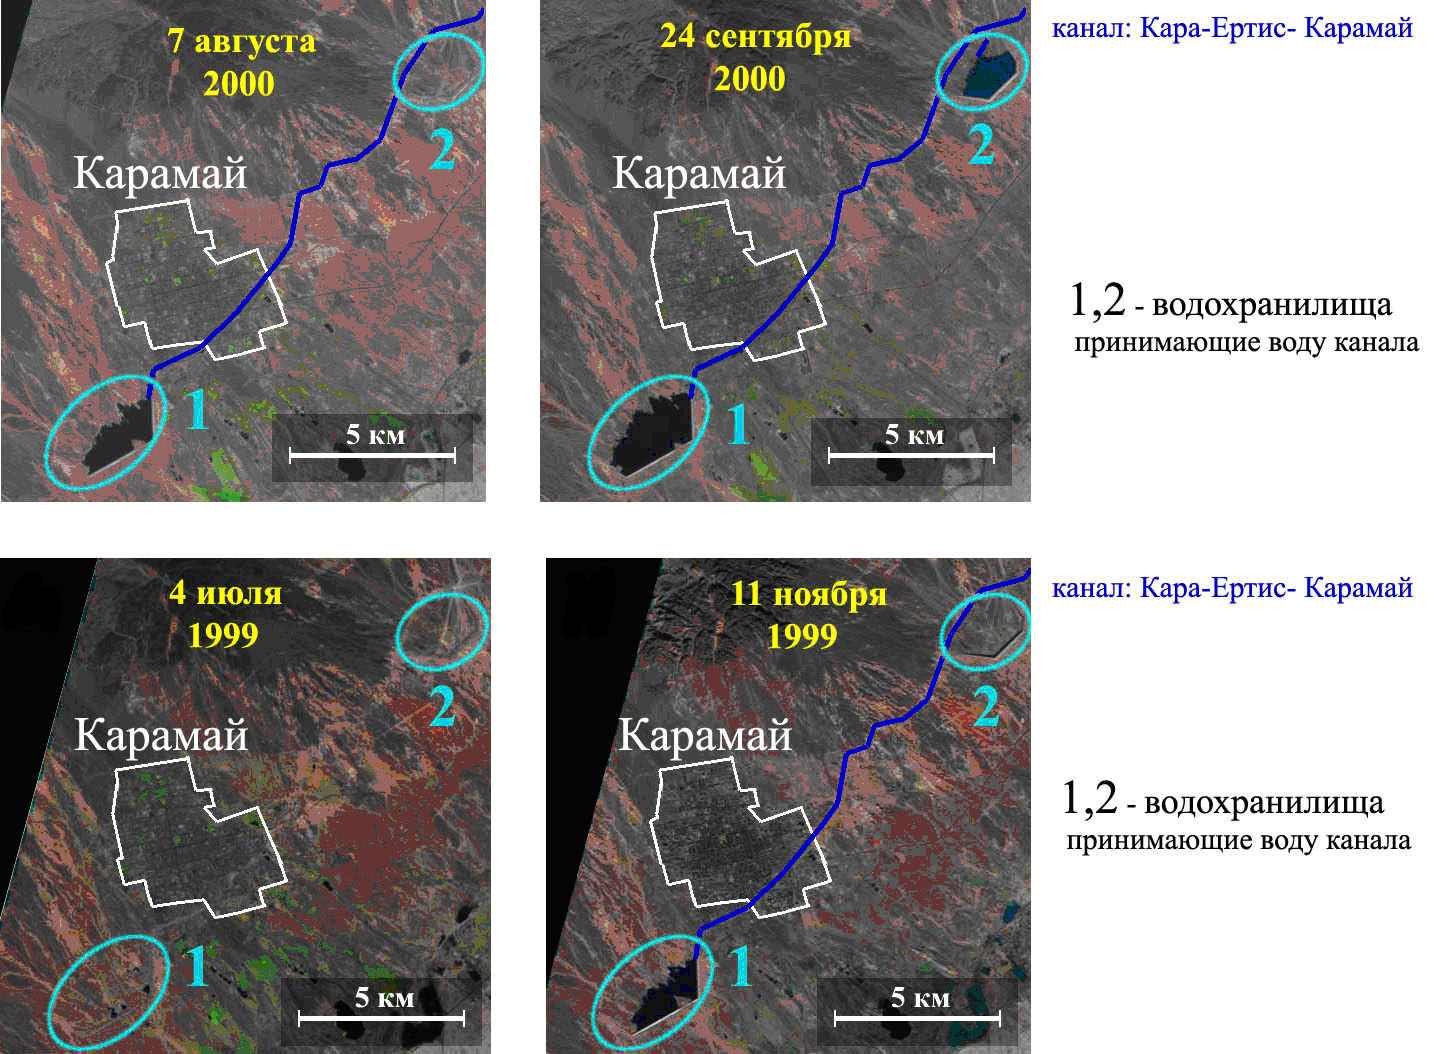 7 августа
2000
Карамай
2
1
5 км
24 сентября
2000
Карамай
2
1
5 км
канал: Кара-Ертис- Карамай
1,2 - водохранилища
принимающие воду канала
4 июля
1999
Карамай
2
1
5 км
11 ноября
1999
Карамай
2
1
5 км
канал: Кара-Ертис- Карамай
1,2 - водохранилища
принимающие воду канала